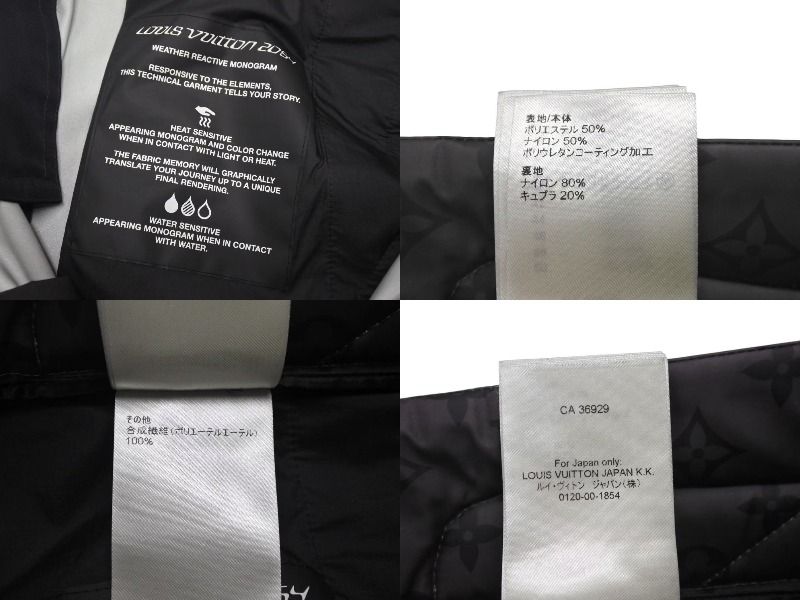 LOUIS VUITTON 2054
WEATHER REACTIVE MONOGRAM
RESPONSIVE TO THE ELEMENTS,
THIS TECHNICAL GARMENT TELLS YOUR STORY.
HEAT SENSITIVE
APPEARING MONOGRAM AND COLOR CHANGE
WHEN IN CONTACT WITH LIGHT OR HEAT.
THE FABRIC MEMORY WILL GRAPHICALLY
TRANSLATE YOUR JOURNEY UP TO A UNIQUE
FINAL RENDERING.
WATER SENSITIVE
APPEARING MONOGRAM WHEN IN CONTACT
WITH WATER.
表地/本体
ポリエステル 50%
ナイロン 50%
ポリウレタンコーティング加工
裏地
ナイロン 80%
キュプラ 20%
その他
合成繊維(ポリエーテルエーテル)
100%
54
CA 36929
For Japan only:
LOUIS VUITTON JAPAN K.K.
ルイ・ヴィトン ジャパン(株)
0120-00-1854